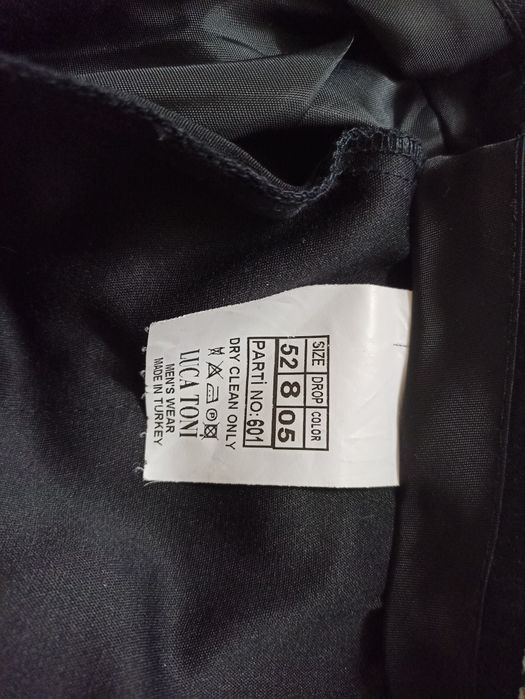 SIZE DROP COLOR
52 8 05
PARTİ NO: 601
DRY CLEAN ONLY
P
LUCA TONİ
MEN'S WEAR
MADE IN TURKEY